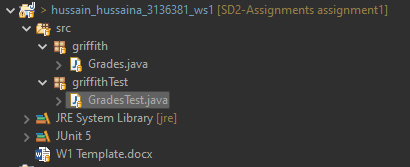 > hussain_hussaina_3136381_ws1 [SD2-Assignments assignment1]
src
griffith
Grades.java
griffithTest
GradesTest.java
JRE System Library [jre]
JUnit 5
W1 Template.docx